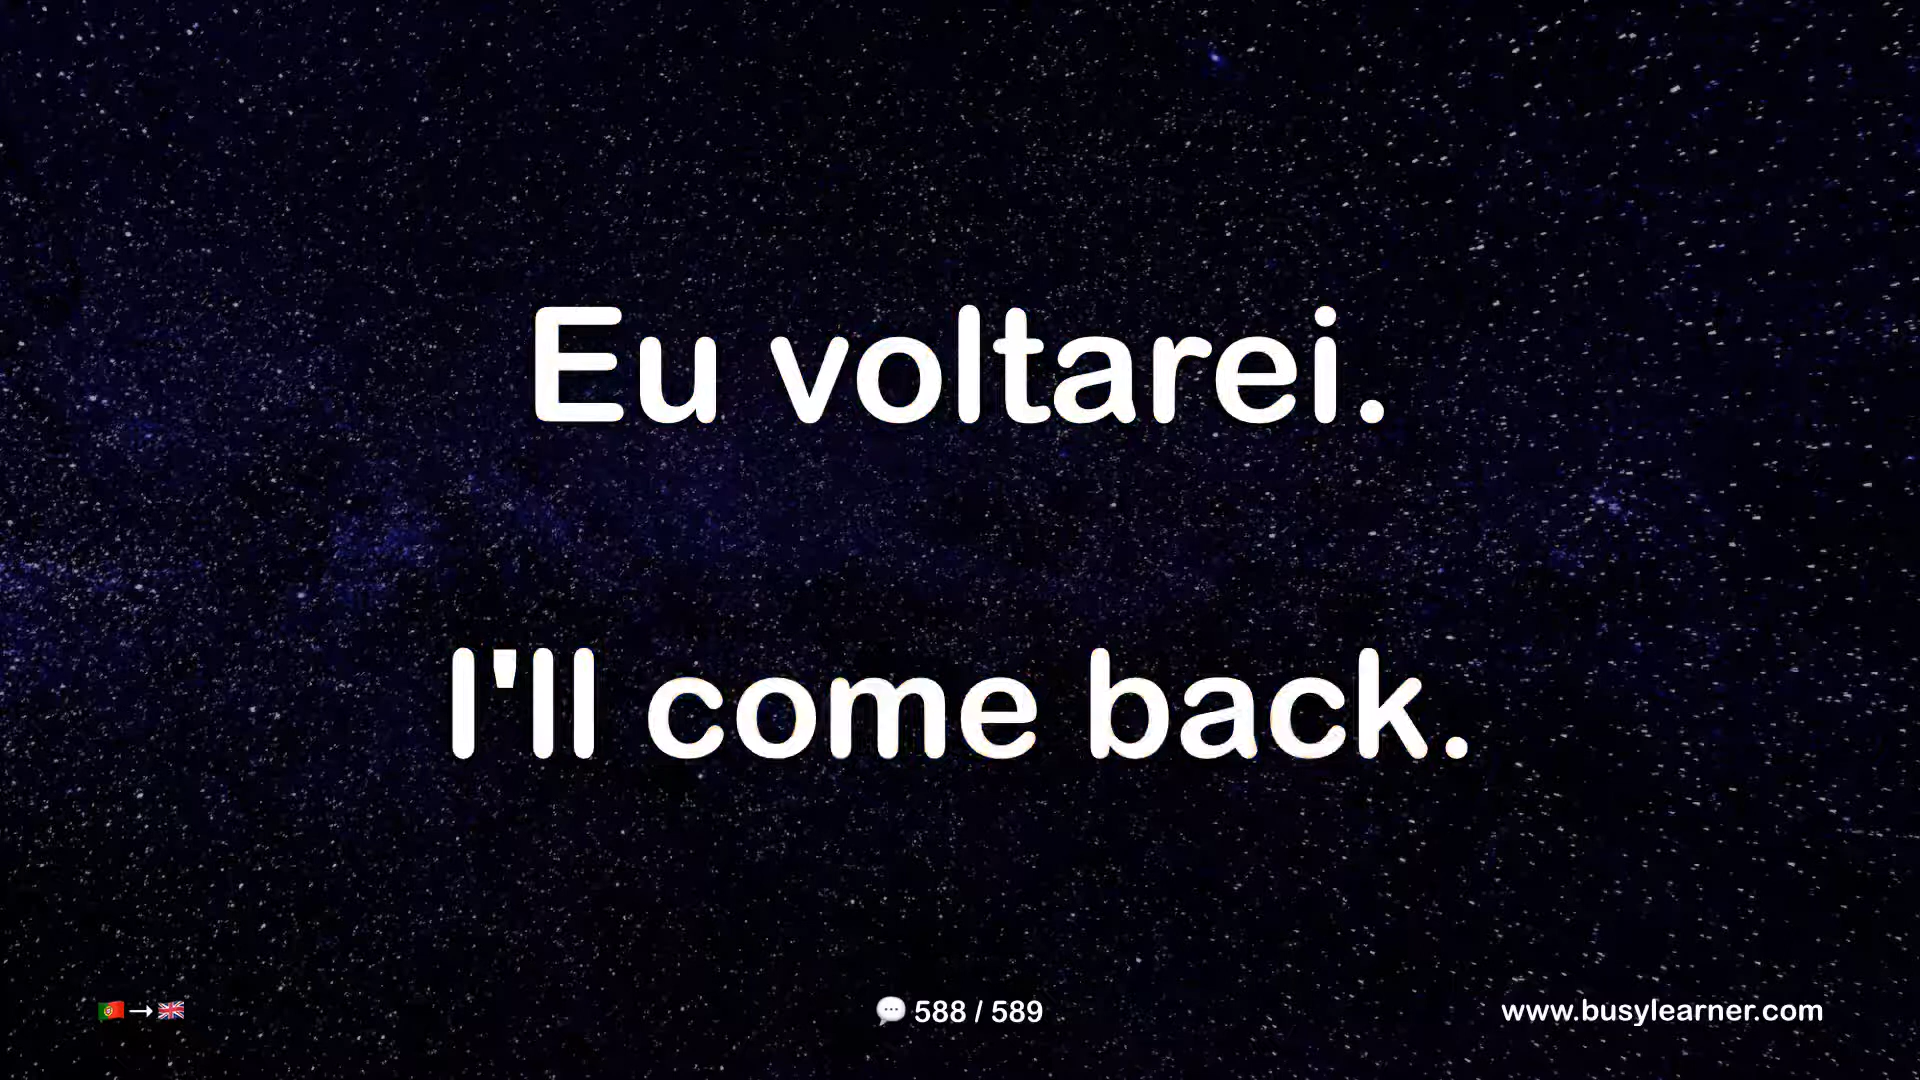 Eu voltarei.
I'll come back.
🇵🇹→🇬🇧
💬 588 / 589
www.busylearner.com